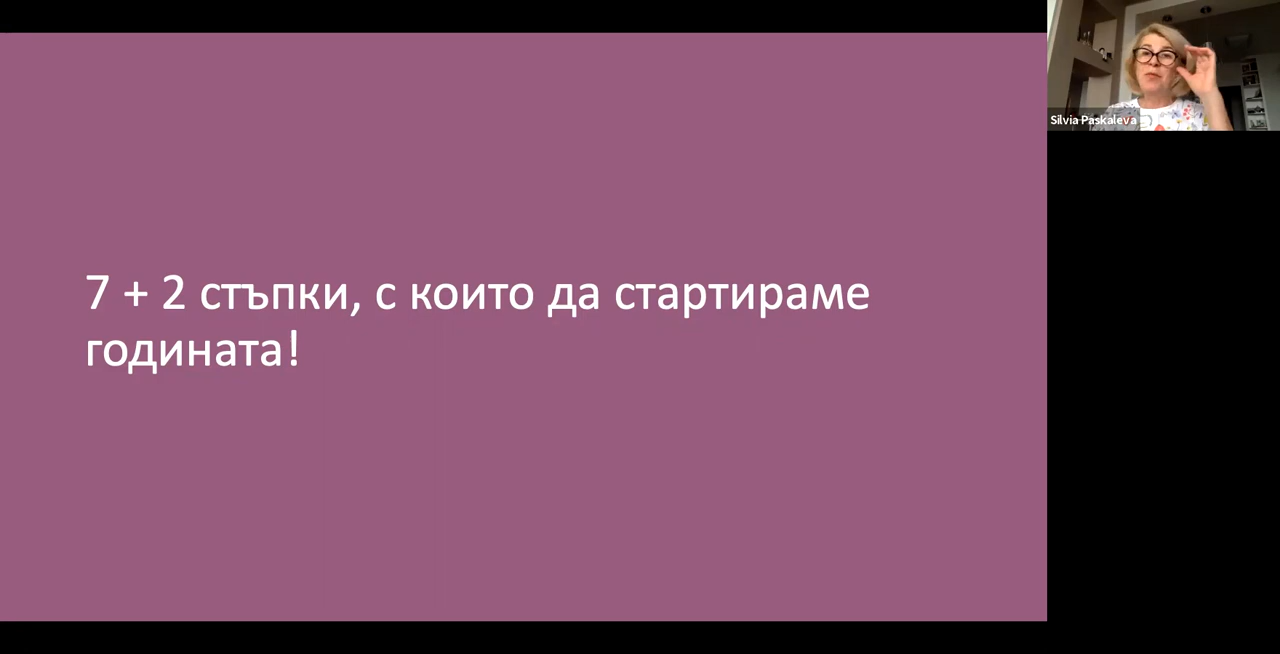 7 + 2 стъпки, с които да стартираме
годината!
Silvia Paskaleva